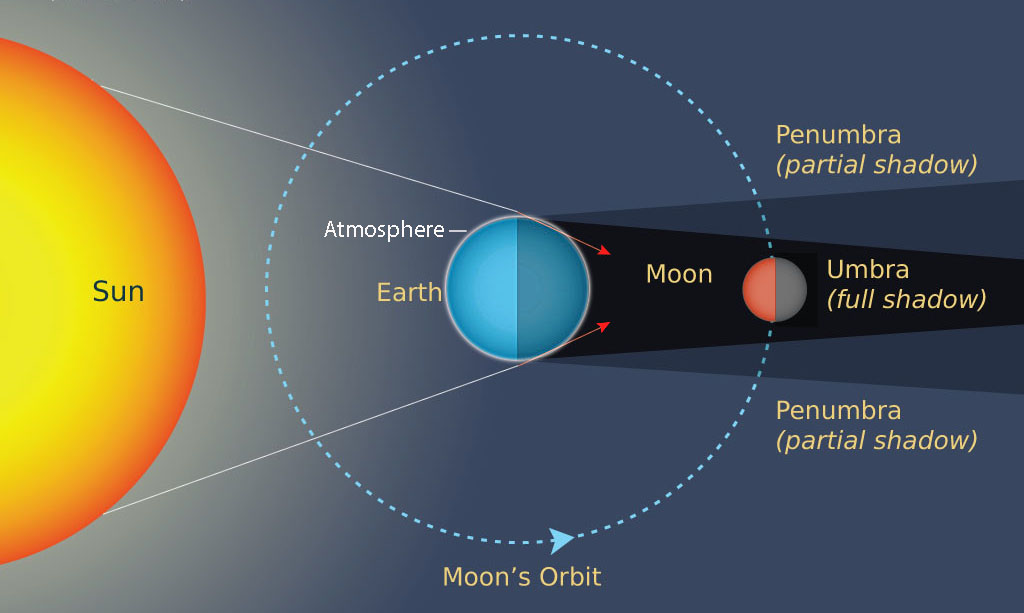 Penumbra
(partial shadow)
Atmosphere
Sun
Earth
Moon
Umbra
(full shadow)
Penumbra
(partial shadow)
Moon’s Orbit